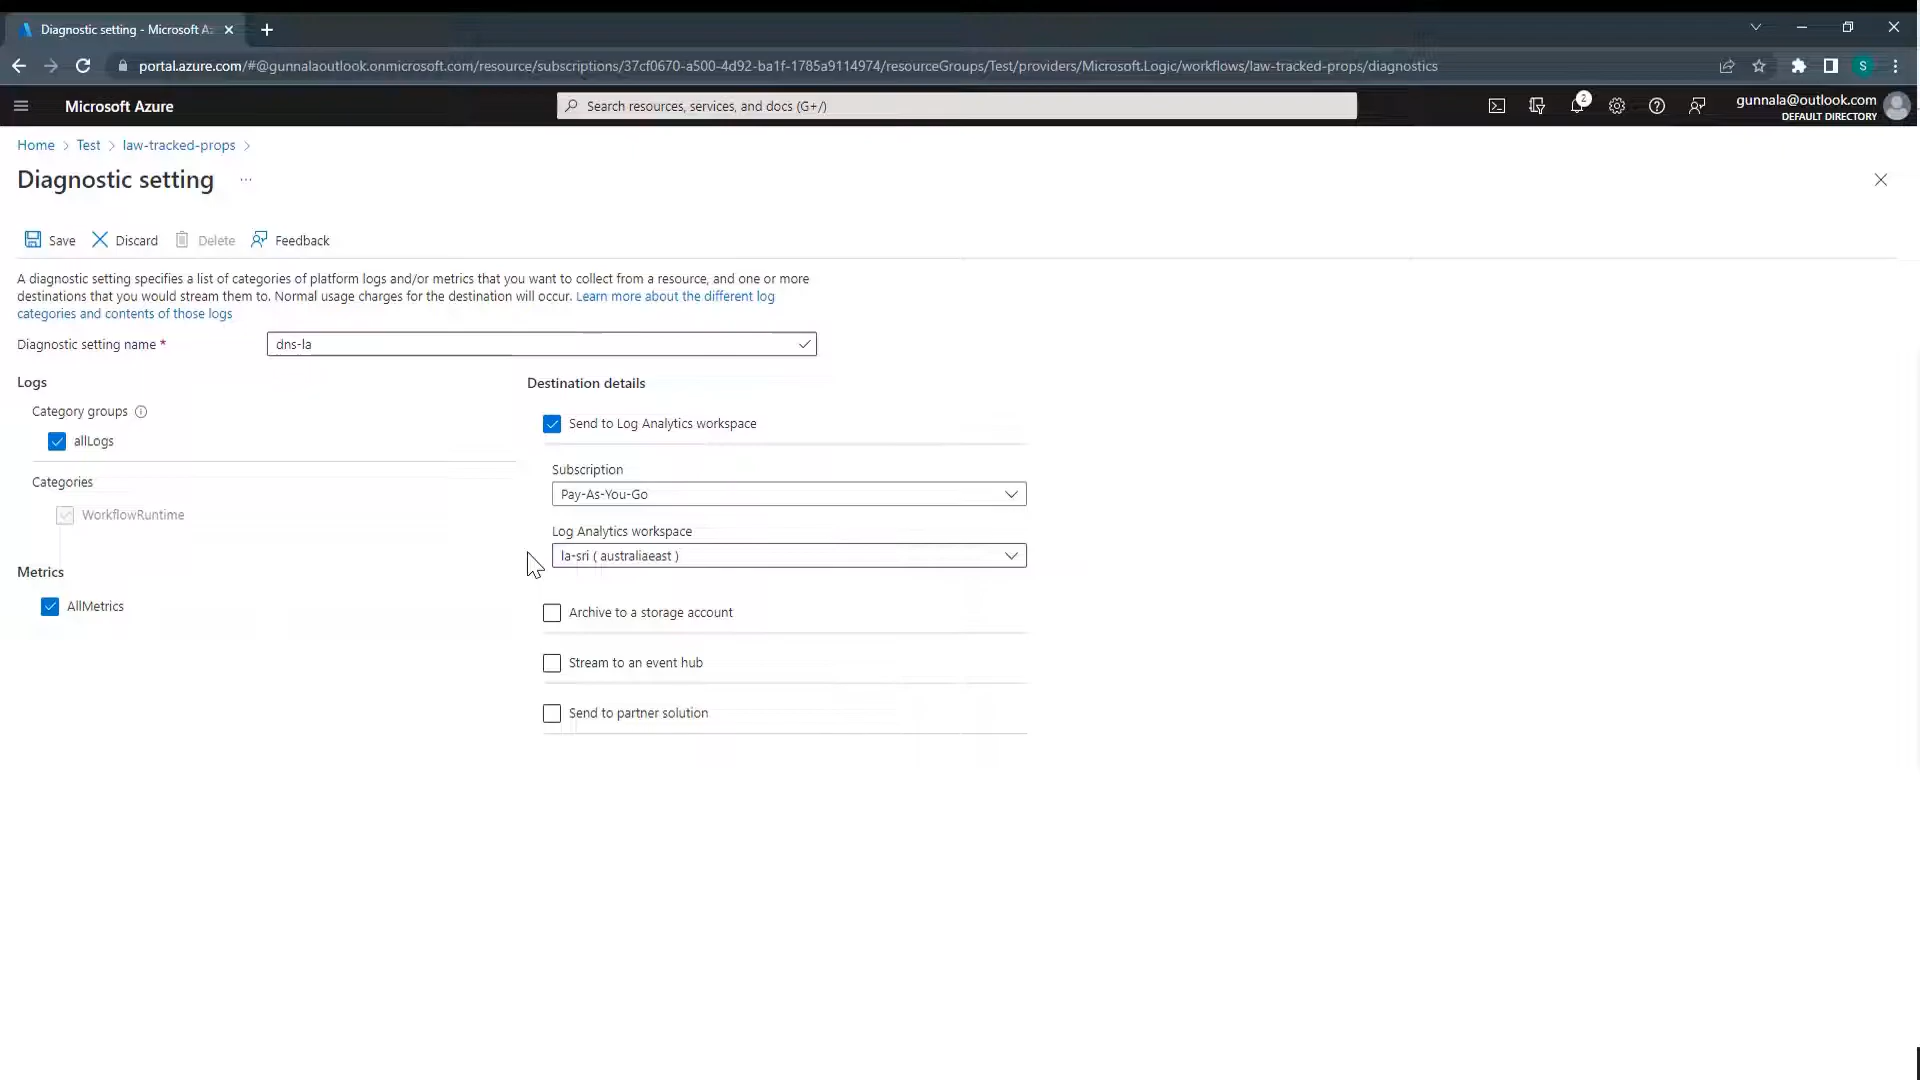 Diagnostic setting - Microsoft Az
portal.azure.com/#@gunnalaoutlook.onmicrosoft.com/resource/subscriptions/37cf0670-a500-4d92-ba1f-1785a9114974/resourceGroups/Test/providers/Microsoft.Logic/workflows/law-tracked-props/diagnostics
S
Microsoft Azure
Search resources, services, and docs (G+/)
2
gunnala@outlook.com
DEFAULT DIRECTORY
Home > Test > law-tracked-props >
Diagnostic setting ...
Save Discard Delete Feedback
A diagnostic setting specifies a list of categories of platform logs and/or metrics that you want to collect from a resource, and one or more
destinations that you would stream them to. Normal usage charges for the destination will occur. Learn more about the different log
categories and contents of those logs
Diagnostic setting name *
dns-la
Logs
Category groups
allLogs
Categories
WorkflowRuntime
Metrics
AllMetrics
Destination details
Send to Log Analytics workspace
Subscription
Pay-As-You-Go
Log Analytics workspace
la-sri ( australiaeast )
Archive to a storage account
Stream to an event hub
Send to partner solution